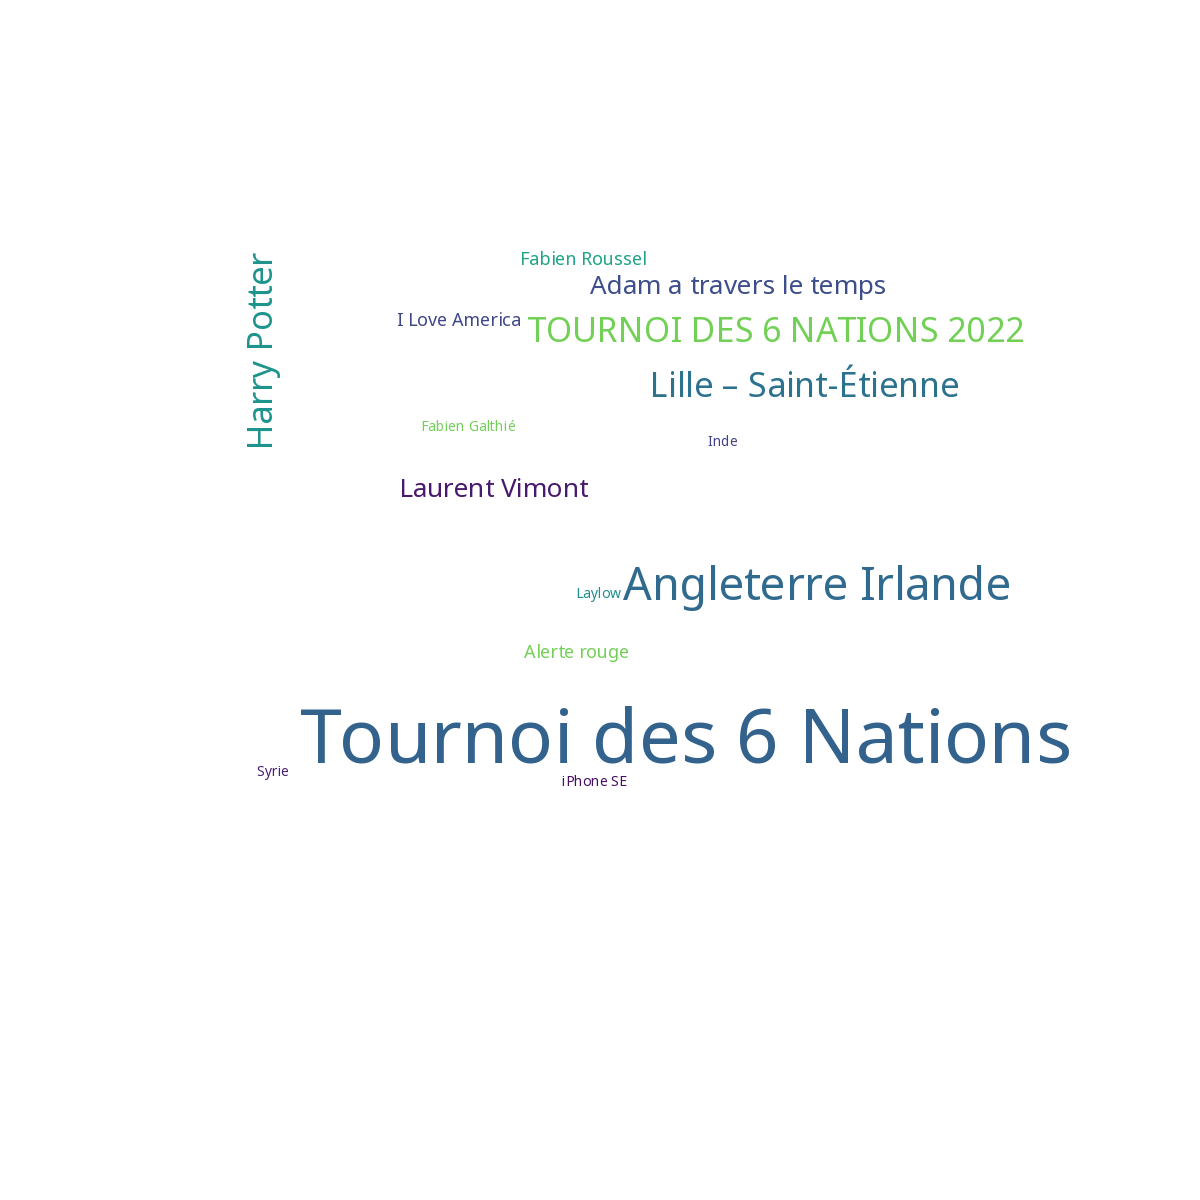 Harry Potter
Fabien Roussel
Adam a travers le temps
I Love America
TOURNOI DES 6 NATIONS 2022
Lille – Saint-Étienne
Fabien Galthié
Inde
Laurent Vimont
Angleterre Irlande
Laylow
Alerte rouge
Tournoi des 6 Nations
Syrie
iPhone SE